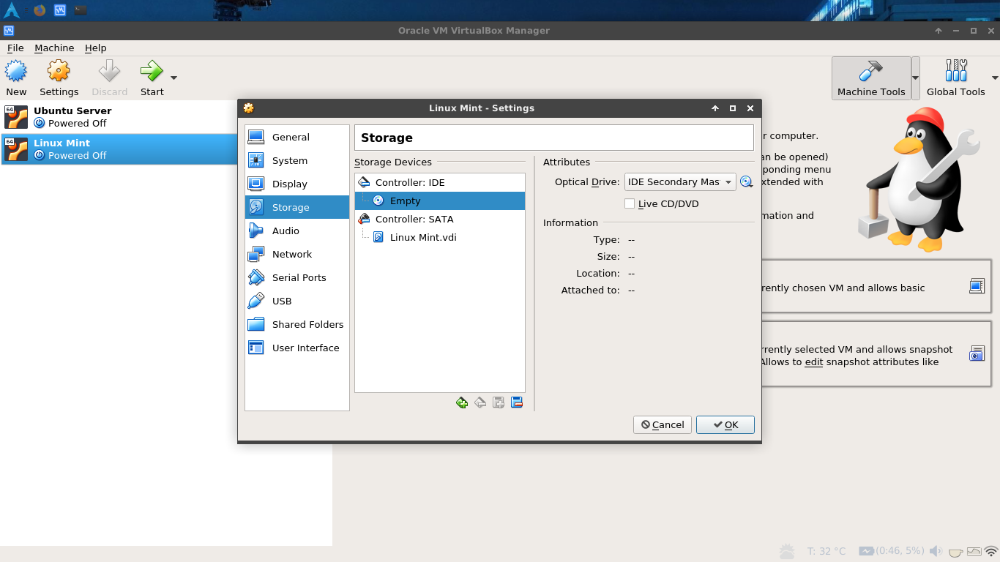 Oracle VM VirtualBox Manager
File Machine Help
New Settings Discard Start
Machine Tools Global Tools
64 Ubuntu Server
Powered Off
64 Linux Mint
Powered Off
Linux Mint - Settings
General
System
Display
Storage
Audio
Network
Serial Ports
USB
Shared Folders
User Interface
Storage
Storage Devices
Controller: IDE
Empty
Controller: SATA
Linux Mint.vdi
Attributes
Optical Drive: IDE Secondary Mas
Live CD/DVD
Information
Type: --
Size: --
Location: --
Attached to: --
Cancel OK
r computer.
an be opened)
ponding menu
xtended with
mation and
rently chosen VM and allows basic
rrently selected VM and allows snapshot
Allows to edit snapshot attributes like
T: 32 °C (0:46, 5%)